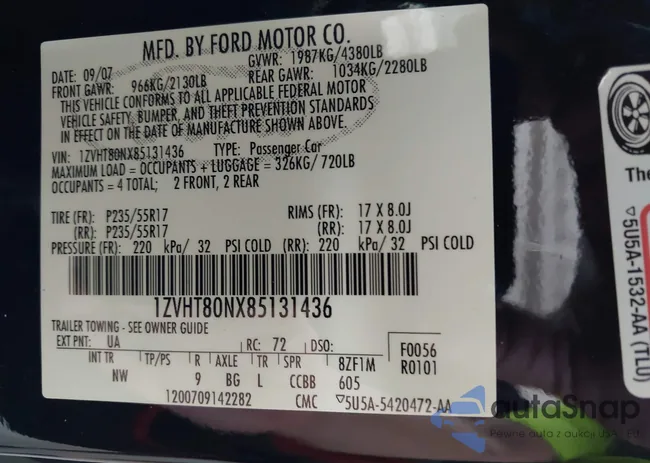 MFD. BY FORD MOTOR CO.
DATE: 09/07 GVWR: 1987KG/4380LB
FRONT GAWR: 966KG/2130LB REAR GAWR: 1034KG/2280LB
THIS VEHICLE CONFORMS TO ALL APPLICABLE FEDERAL MOTOR
VEHICLE SAFETY, BUMPER, AND THEFT PREVENTION STANDARDS
IN EFFECT ON THE DATE OF MANUFACTURE SHOWN ABOVE.
VIN: 1ZVHT80NX85131436 TYPE: Passenger Car
MAXIMUM LOAD = OCCUPANTS + LUGGAGE = 326KG/720LB
OCCUPANTS = 4 TOTAL; 2 FRONT, 2 REAR
TIRE (FR): P235/55R17 RIMS (FR): 17 X 8.0J
(RR): P235/55R17 (RR): 17 X 8.0J
PRESSURE (FR): 220 kPa/ 32 PSI COLD (RR): 220 kPa/ 32 PSI COLD
1ZVHT80NX85131436
TRAILER TOWING - SEE OWNER GUIDE
EXT PNT: UA RC: 72 DSO: F0056
INT TR TP/PS R AXLE TR SPR 8ZF1M R0101
NW 9 BG L CCBB 605
1200709142282 CMC ▽5U5A-5420472-AA
The
▽5U5A-1532-AA (TLU)
autoSnap
Pewne auta z aukcji USA